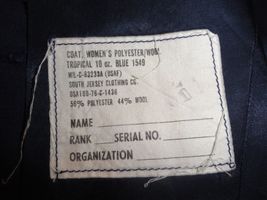 COAT, WOMEN'S POLYESTER/WOOL
TROPICAL 10 oz. BLUE 1549
MIL-C-83233A (USAF)
SOUTH JERSEY CLOTHING CO.
56% POLYESTER 44% WOOL
NAME
RANK SERIAL NO.
ORGANIZATION